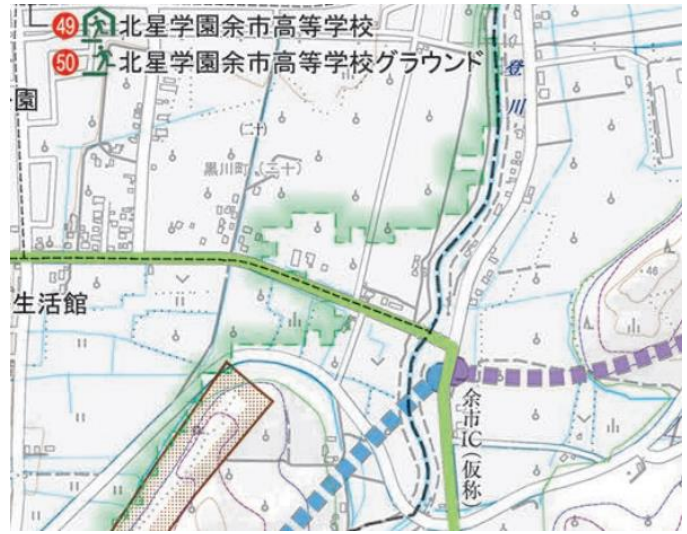 49 北星学園余市高等学校
50 北星学園余市高等学校グラウンド
園
登川
(二十)
黒川町(三十)
生活館
46
余市IC(仮称)